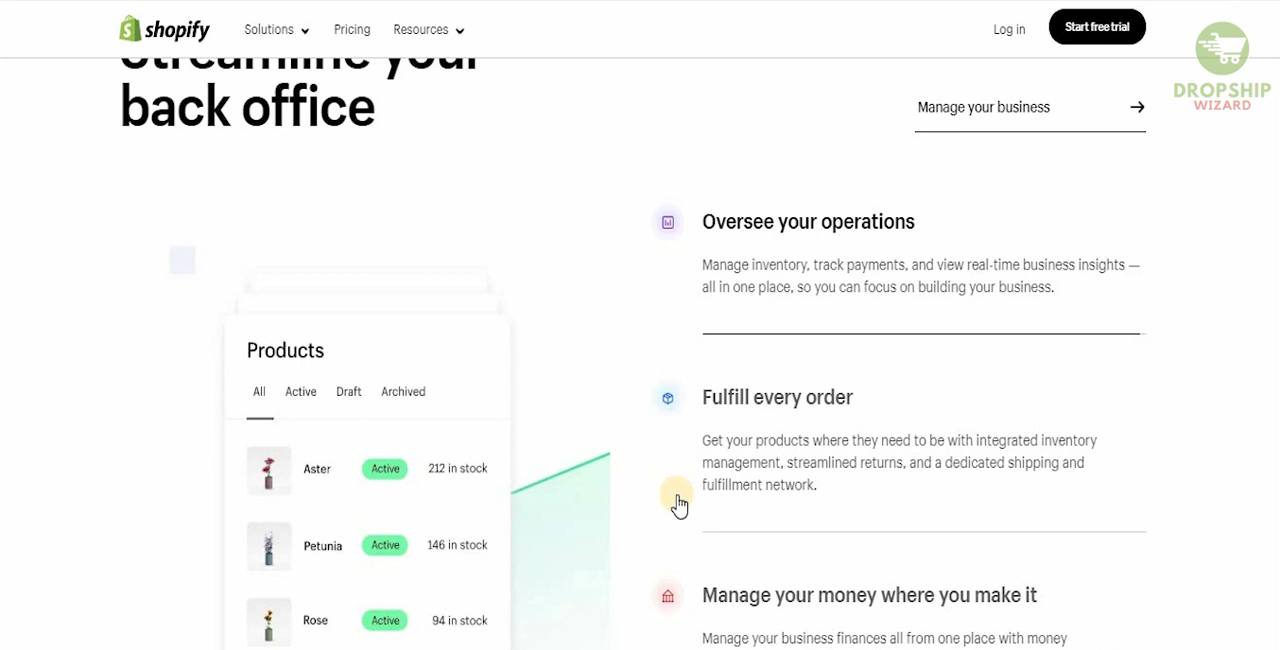 shopify
Solutions
Pricing
Resources
Log in
Start free trial
DROPSHIP
WIZARD
Streamline your
back office
Manage your business
Oversee your operations
Manage inventory, track payments, and view real-time business insights —
all in one place, so you can focus on building your business.
Products
All
Active
Draft
Archived
Aster
Active
212 in stock
Petunia
Active
146 in stock
Rose
Active
94 in stock
Fulfill every order
Get your products where they need to be with integrated inventory
management, streamlined returns, and a dedicated shipping and
fulfillment network.
Manage your money where you make it
Manage your business finances all from one place with money